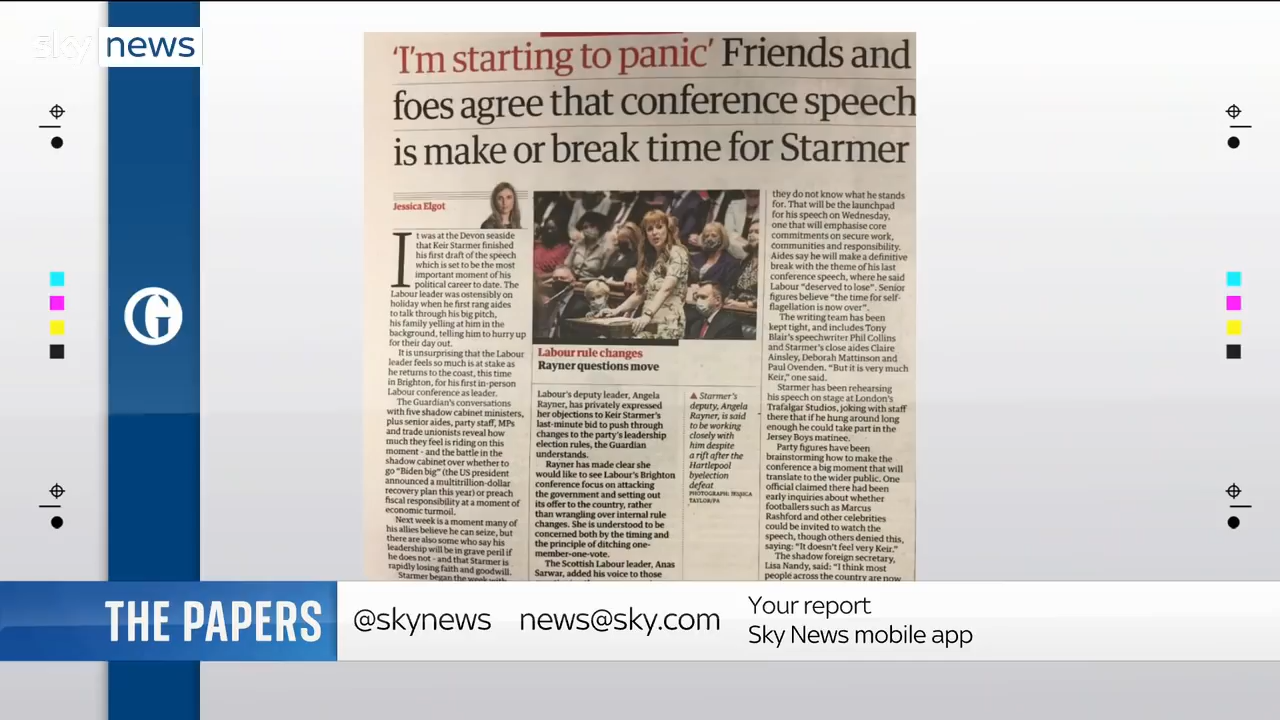 sky news
'I'm starting to panic' Friends and
foes agree that conference speech
is make or break time for Starmer
Jessica Elgot
It was at the Devon seaside
that Keir Starmer finished
his first draft of the speech
which is set to be the most
important moment of his
political career to date. The
Labour leader was ostensibly on
holiday when he first rang aides
to talk through his big pitch,
his family yelling at him in the
background, telling him to hurry up
for their day out.
It is unsurprising that the Labour
leader feels so much is at stake as
he returns to the coast, this time
in Brighton, for his first in-person
Labour conference as leader.
The Guardian's conversations
with five shadow cabinet ministers,
plus senior aides, party staff, MPs
and trade unionists reveal how
much they feel is riding on this
moment - and the battle in the
shadow cabinet over whether to
go "Biden big" (the US president
announced a multitrillion-dollar
recovery plan this year) or preach
fiscal responsibility at a moment of
economic turmoil.
Next week is a moment many of
his allies believe he can seize, but
there are also some who say his
leadership will be in grave peril if
he does not - and that Starmer is
rapidly losing faith and goodwill.
Starmer began the week with
Labour rule changes
Rayner questions move
Labour's deputy leader, Angela
Rayner, has privately expressed
her objections to Keir Starmer's
last-minute bid to push through
changes to the party's leadership
election rules, the Guardian
understands.
Rayner has made clear she
would like to see Labour's Brighton
conference focus on attacking
the government and setting out
its offer to the country, rather
than wrangling over internal rule
changes. She is understood to be
concerned both by the timing and
the principle of ditching one-
member-one-vote.
The Scottish Labour leader, Anas
Sarwar, added his voice to those
▲ Starmer's
deputy, Angela
Rayner, is said
to be working
closely with
him despite
a rift after the
Hartlepool
byelection
defeat
PHOTOGRAPH: JESSICA
TAYLOR/PA
they do not know what he stands
for. That will be the launchpad
for his speech on Wednesday,
one that will emphasise core
commitments on secure work,
communities and responsibility.
Aides say he will make a definitive
break with the theme of his last
conference speech, where he said
Labour "deserved to lose". Senior
figures believe "the time for self-
flagellation is now over".
The writing team has been
kept tight, and includes Tony
Blair's speechwriter Phil Collins
and Starmer's close aides Claire
Ainsley, Deborah Mattinson and
Paul Ovenden. "But it is very much
Keir," one said.
Starmer has been rehearsing
his speech on stage at London's
Trafalgar Studios, joking with staff
there that if he hung around long
enough he could take part in the
Jersey Boys matinee.
Party figures have been
brainstorming how to make the
conference a big moment that will
translate to the wider public. One
official claimed there had been
early inquiries about whether
footballers such as Marcus
Rashford and other celebrities
could be invited to watch the
speech, though others denied this,
saying: "It doesn't feel very Keir."
The shadow foreign secretary,
Lisa Nandy, said: "I think most
people across the country are now
THE PAPERS
@skynews news@sky.com
Your report
Sky News mobile app